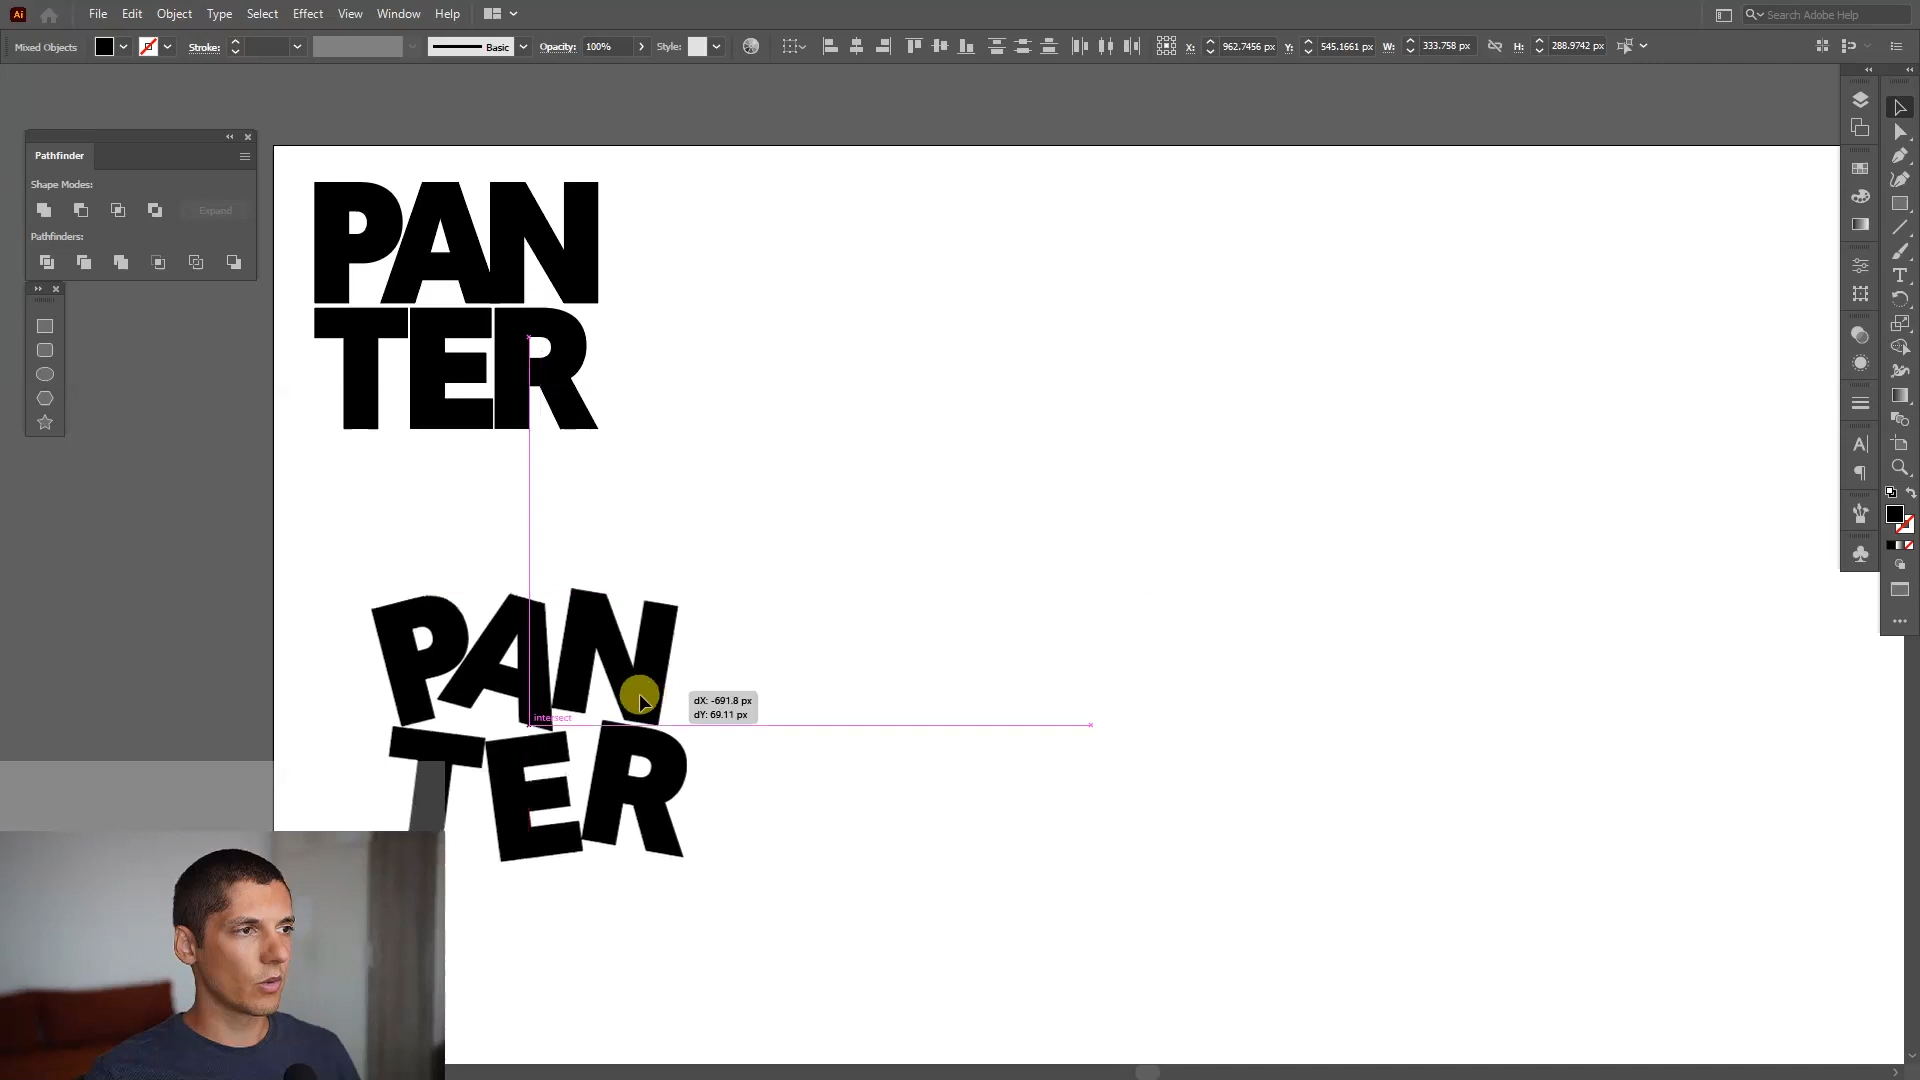 Ai File Edit Object Type Select Effect View Window Help Search Adobe Help
Mixed Objects Stroke: Basic Opacity: 100% Style: X: 962.7456 px Y: 545.1661 px W: 333.758 px H: 288.9742 px
Pathfinder
Shape Modes:
Expand
Pathfinders:
PAN
TER
PAN
TER
dX: -691.8 px
dY: 69.11 px
intersect